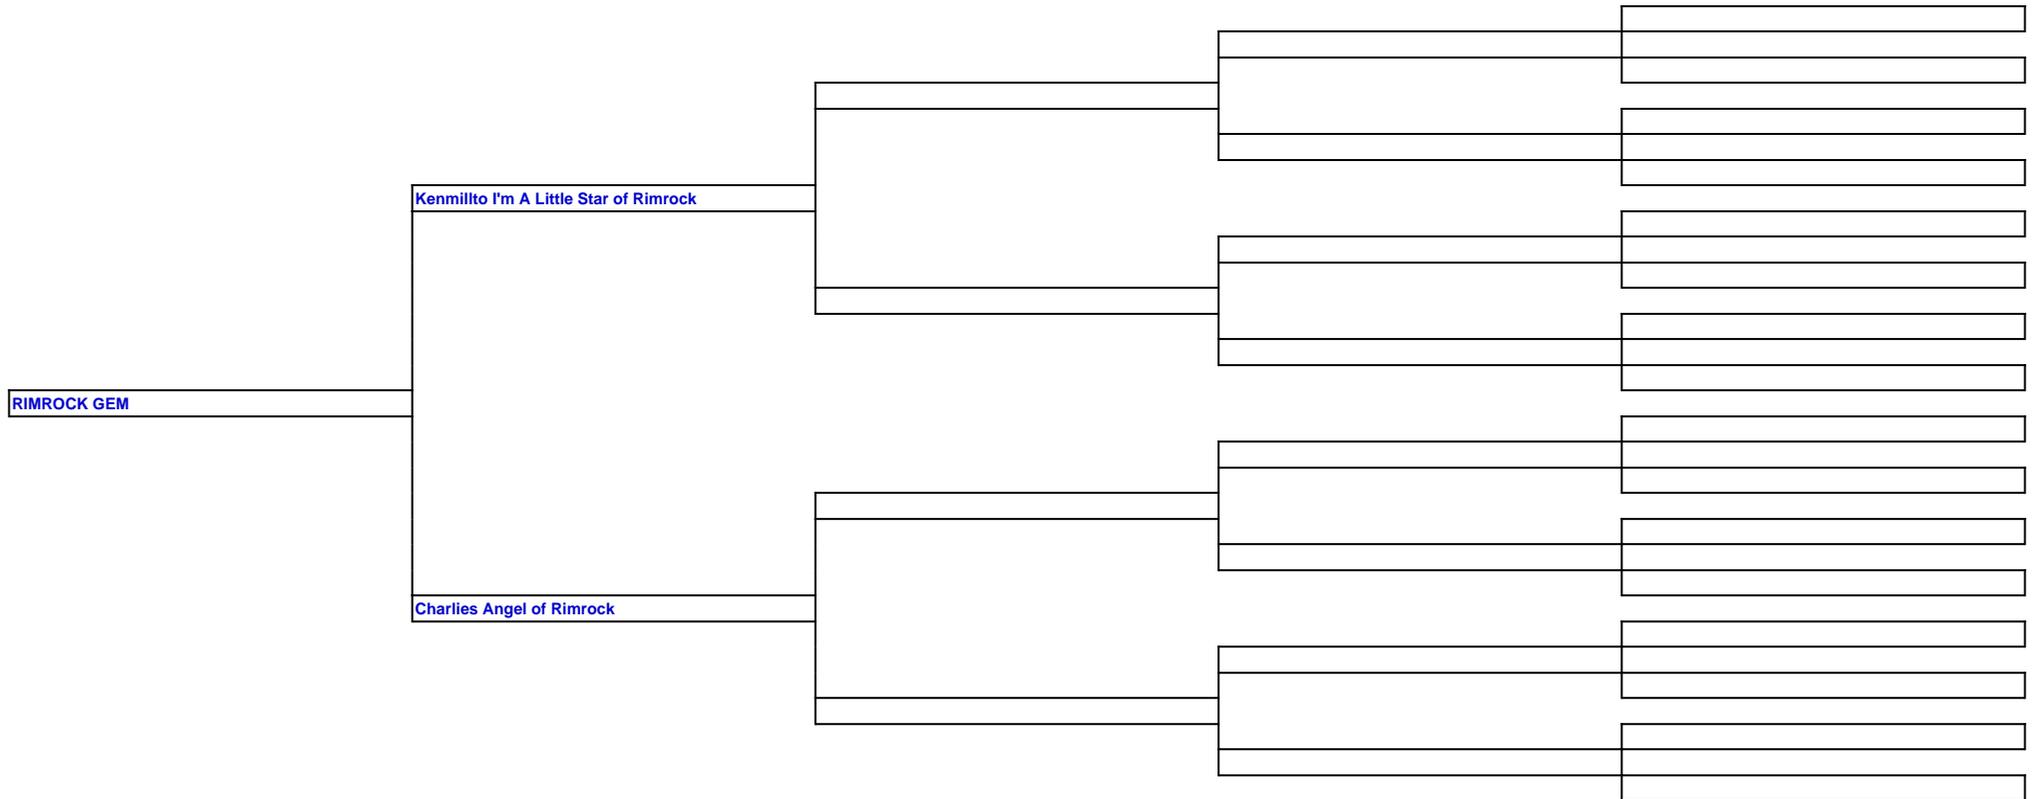 Kenmillto I'm A Little Star of Rimrock
RIMROCK GEM
Charlies Angel of Rimrock